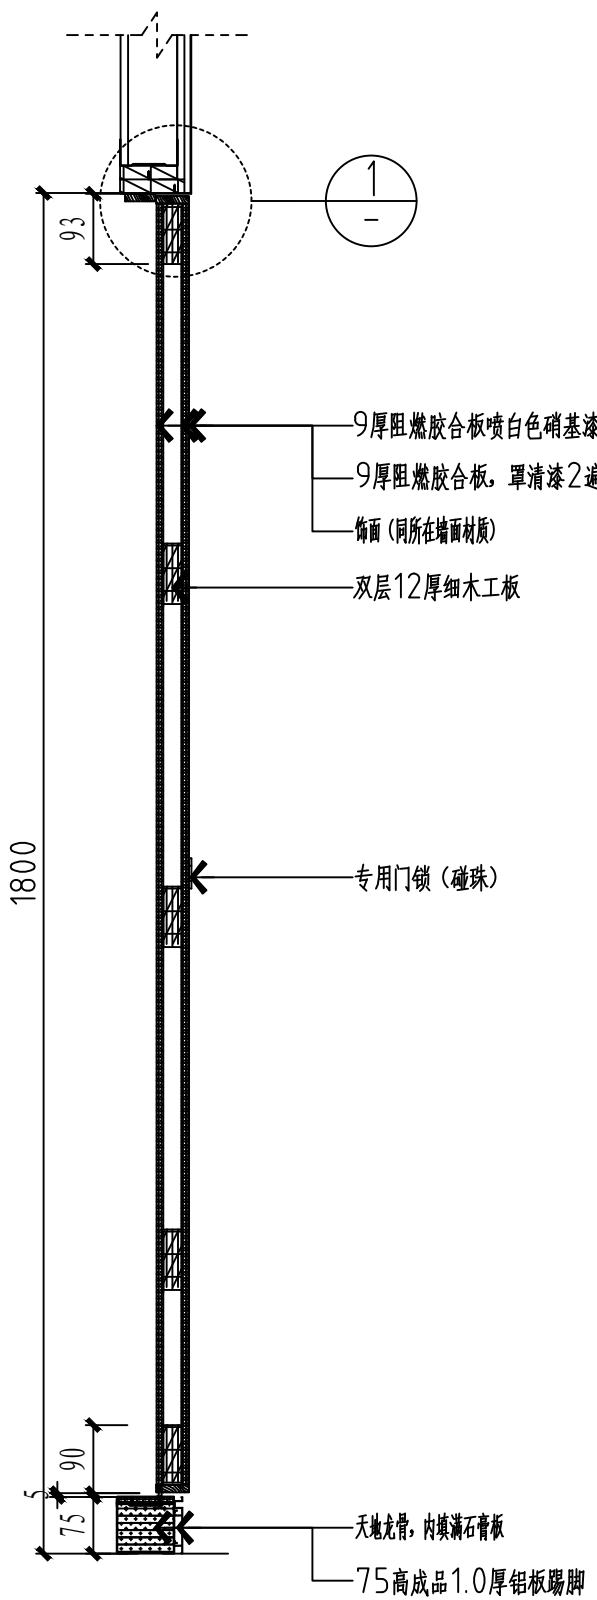 1
-
93
9厚阻燃胶合板喷白色硝基漆
9厚阻燃胶合板，罩清漆2遍
饰面（同所在墙面材质）
双层12厚细木工板
1800
专用门锁（碰珠）
90
5
75
天地龙骨，内填满石膏板
75高成品1.0厚铝板踢脚